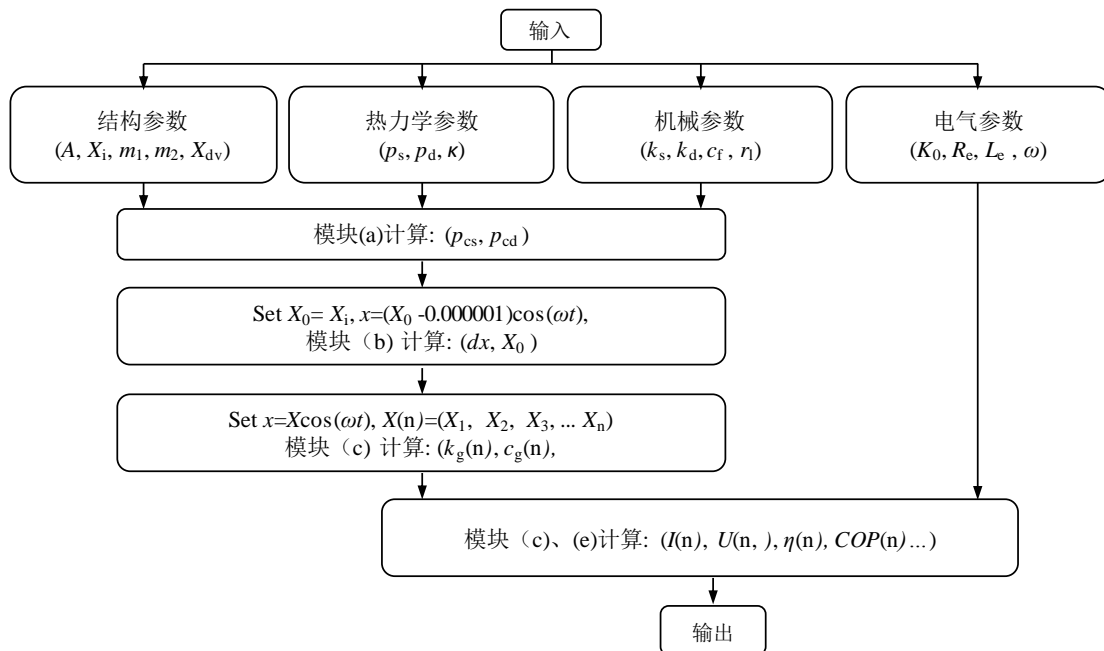 输入
结构参数
(A, Xi, m1, m2, Xdv)
热力学参数
(ps, pd, κ)
机械参数
(ks, kd, cf , rl)
电气参数
(K0, Re, Le , ω)
模块(a)计算: (pcs, pcd )
Set X0= Xi, x=(X0 -0.000001)cos(ωt),
模块（b) 计算: (dx, X0 )
Set x=Xcos(ωt), X(n)=(X1, X2, X3, ... Xn)
模块（c) 计算: (kg(n), cg(n),
模块（c)、(e)计算: (I(n), U(n, ), η(n), COP(n)...)
输出